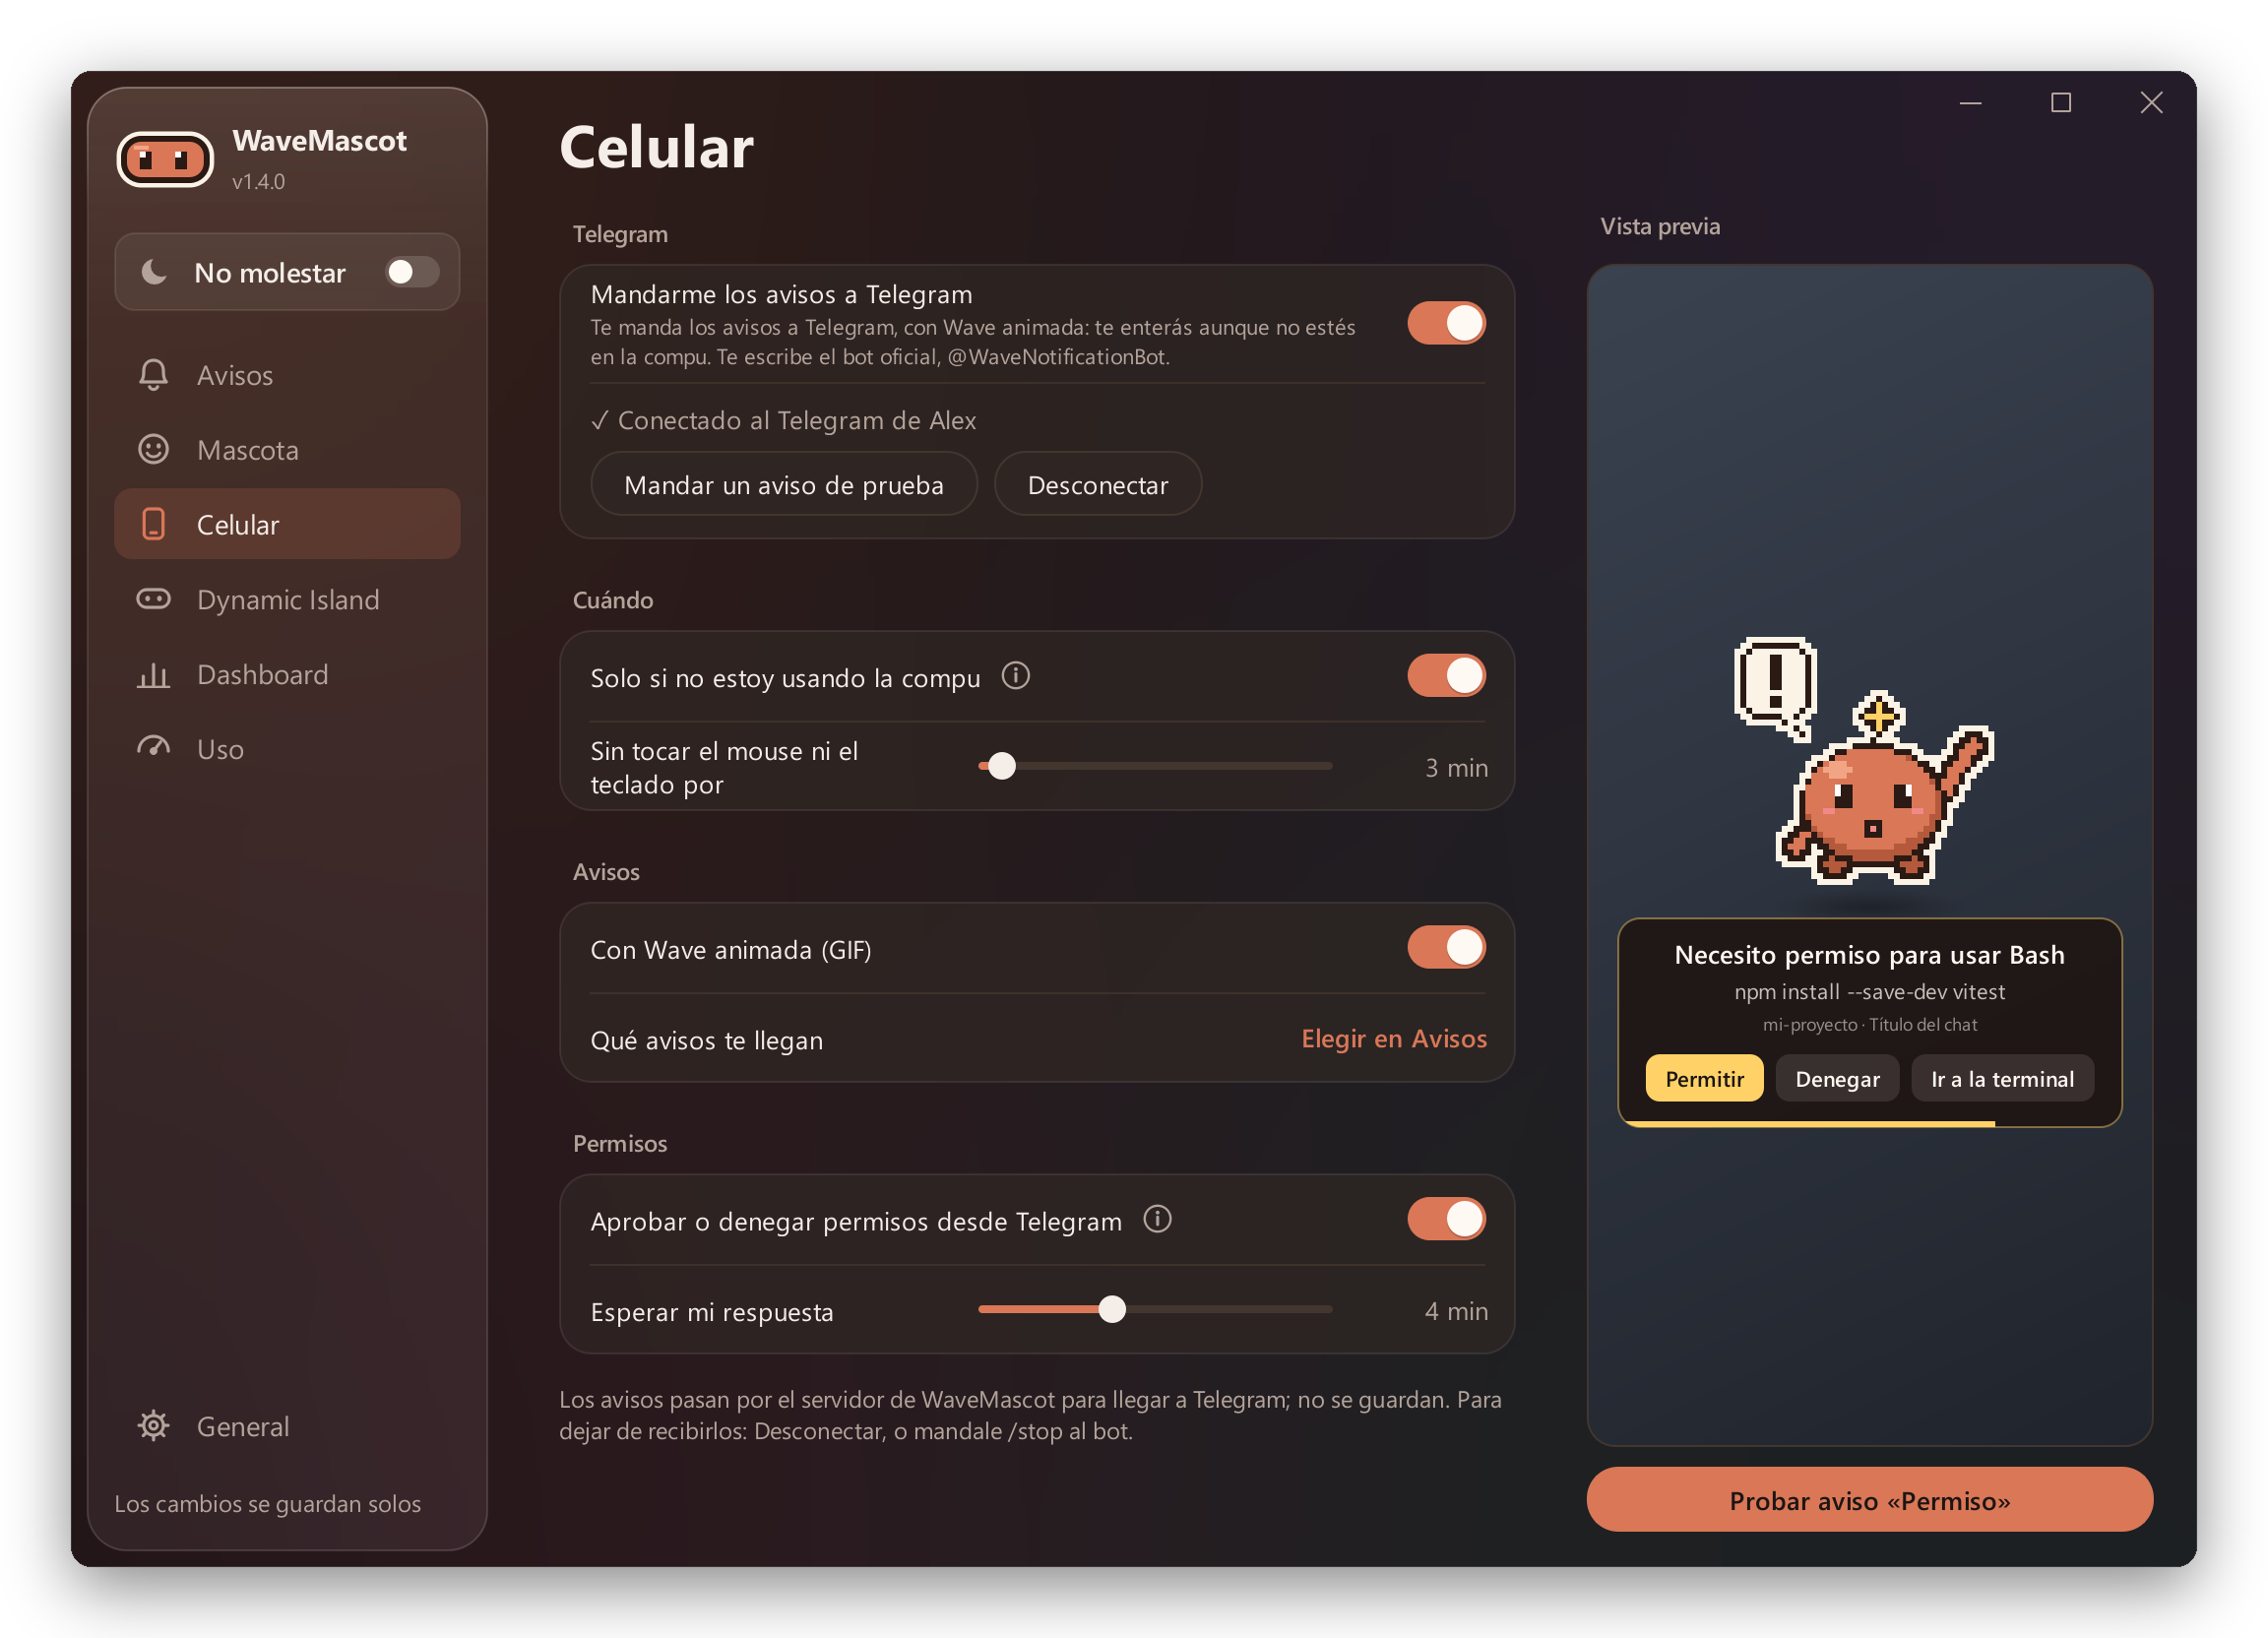 WaveMascot
v1.4.0
No molestar
Avisos
Mascota
Celular
Dynamic Island
Dashboard
Uso
General
Los cambios se guardan solos
Celular
Telegram
Mandarme los avisos a Telegram
Te manda los avisos a Telegram, con Wave animada: te enterás aunque no estés
en la compu. Te escribe el bot oficial, @WaveNotificationBot.
✓ Conectado al Telegram de Alex
Mandar un aviso de prueba
Desconectar
Cuándo
Solo si no estoy usando la compu
Sin tocar el mouse ni el
teclado por
3 min
Avisos
Con Wave animada (GIF)
Qué avisos te llegan
Elegir en Avisos
Permisos
Aprobar o denegar permisos desde Telegram
Esperar mi respuesta
4 min
Los avisos pasan por el servidor de WaveMascot para llegar a Telegram; no se guardan. Para
dejar de recibirlos: Desconectar, o mandale /stop al bot.
Vista previa
!
Necesito permiso para usar Bash
npm install --save-dev vitest
mi-proyecto · Título del chat
Permitir
Denegar
Ir a la terminal
Probar aviso «Permiso»